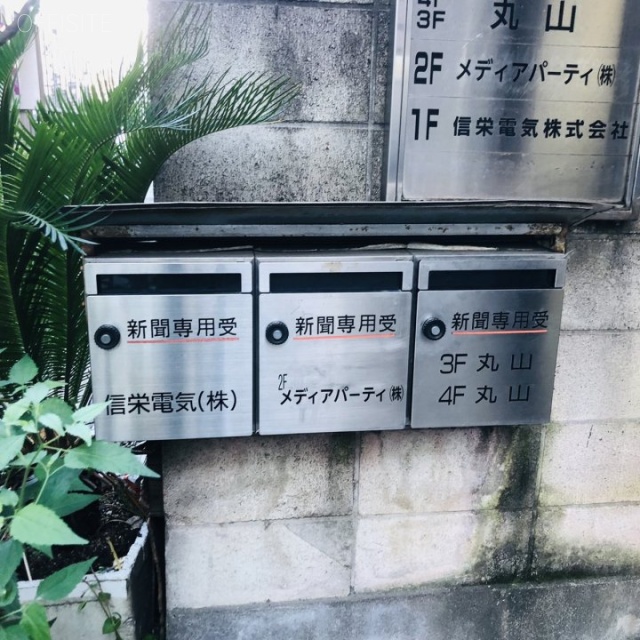 3F 丸山
2F メディアパーティ㈱
1F 信栄電気株式会社
新聞専用受
信栄電気(株)
新聞専用受
2F
メディアパーティ㈱
新聞専用受
3F 丸山
4F 丸山